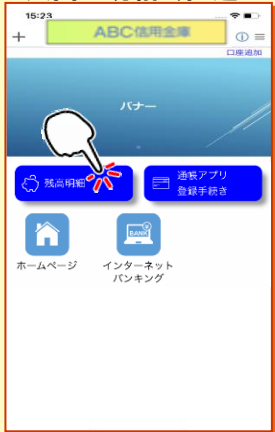 15:23
ABC信用金庫
口座追加
バナー
残高明細
通帳アプリ
登録手続き
BANK
ホームページ
インターネット
バンキング